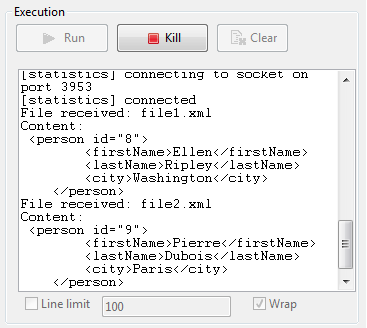 Execution
Run Kill Clear
[statistics] connecting to socket on
port 3953
[statistics] connected
File received: file1.xml
Content:
<person id="8">
<firstName>Ellen</firstName>
<lastName>Ripley</lastName>
<city>Washington</city>
</person>
File received: file2.xml
Content:
<person id="9">
<firstName>Pierre</firstName>
<lastName>Dubois</lastName>
<city>Paris</city>
</person>
Line limit 100 Wrap